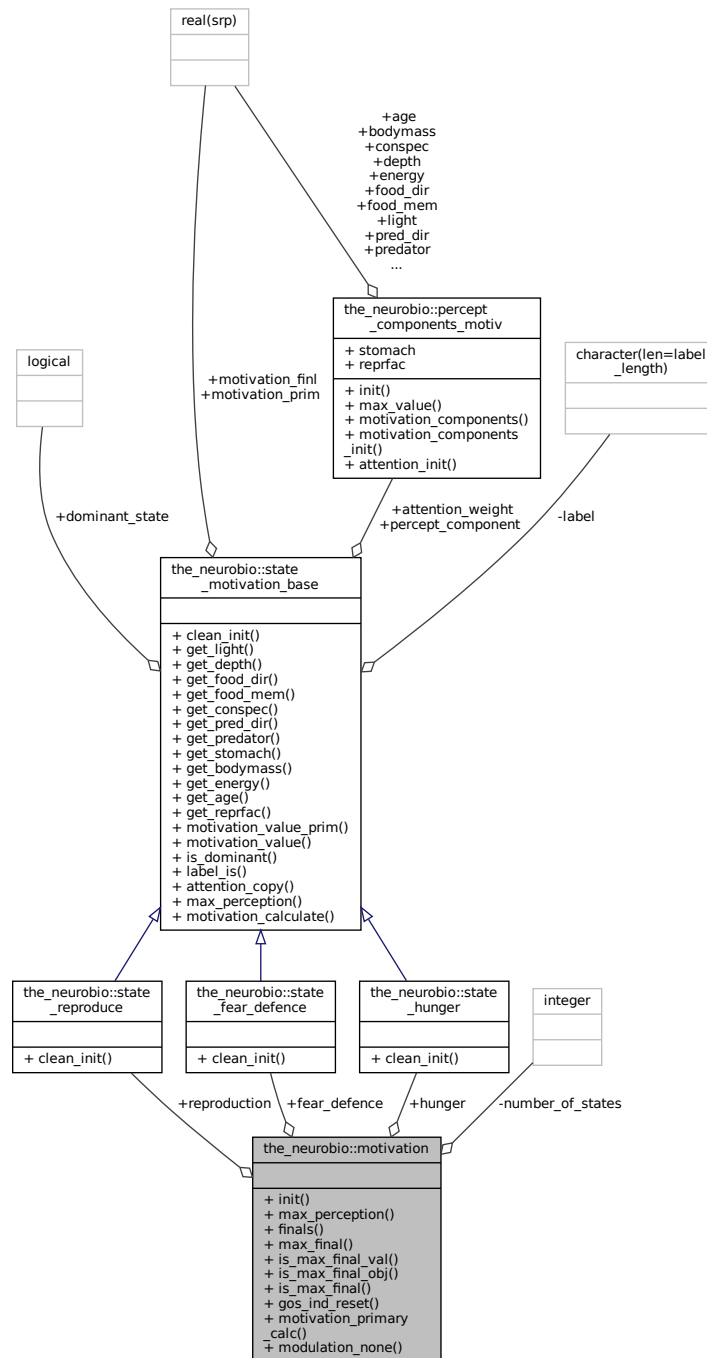 real(srp)
+age
+bodymass
+conspec
+depth
+energy
+food_dir
+food_mem
+light
+pred_dir
+predator
...
the_neurobio::percept
_components_motiv
+ stomach
+ reprfac
+ init()
+ max_value()
+ motivation_components()
+ motivation_components
_init()
+ attention_init()
character(len=label
_length)
logical
+motivation_finl
+motivation_prim
+dominant_state
+attention_weight
+percept_component
-label
the_neurobio::state
_motivation_base
+ clean_init()
+ get_light()
+ get_depth()
+ get_food_dir()
+ get_food_mem()
+ get_conspec()
+ get_pred_dir()
+ get_predator()
+ get_stomach()
+ get_bodymass()
+ get_energy()
+ get_age()
+ get_reprfac()
+ motivation_value_prim()
+ motivation_value()
+ is_dominant()
+ label_is()
+ attention_copy()
+ max_perception()
+ motivation_calculate()
the_neurobio::state
_reproduce
+ clean_init()
the_neurobio::state
_fear_defence
+ clean_init()
the_neurobio::state
_hunger
+ clean_init()
integer
+reproduction
+fear_defence
+hunger
-number_of_states
the_neurobio::motivation
+ init()
+ max_perception()
+ finals()
+ max_final()
+ is_max_final_val()
+ is_max_final_obj()
+ is_max_final()
+ gos_ind_reset()
+ motivation_primary
_calc()
+ modulation_none()